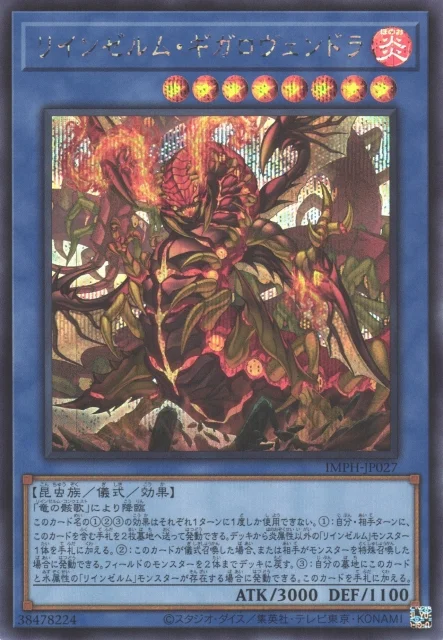 リインゼルム・ギガロヴェンドラ
炎
IMPH-JP027
【昆虫族/儀式/効果】
「竜の骸歌」により降臨
このカード名の①②③の効果はそれぞれ1ターンに1度しか使用できない。①:自分・相手ターンに、
このカードを含む手札を2枚墓地へ送って発動できる。デッキから炎属性以外の「リインゼルム」モンスター
1体を手札に加える。②:このカードが儀式召喚した場合、または相手がモンスターを特殊召喚
した場合に発動できる。フィールドのモンスターを2体までデッキに戻す。③:自分の墓地にこのカード
と水属性の「リインゼルム」モンスターが存在する場合に発動できる。このカードを手札に加える。
ATK/3000 DEF/1100
38478224
©スタジオ・ダイス/集英社・テレビ東京・KONAMI